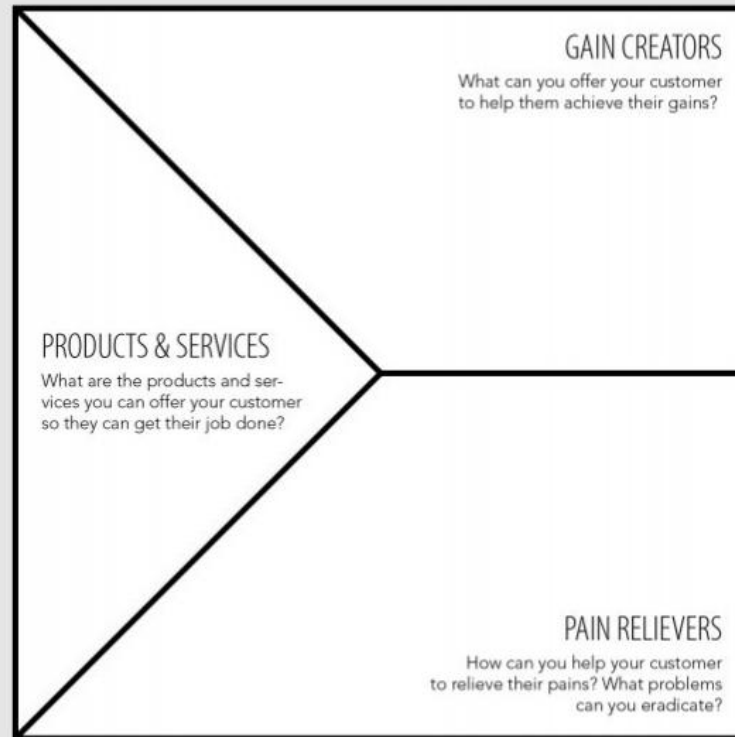 GAIN CREATORS
What can you offer your customer
to help them achieve their gains?
PRODUCTS & SERVICES
What are the products and ser-
vices you can offer your customer
so they can get their job done?
PAIN RELIEVERS
How can you help your customer
to relieve their pains? What problems
can you eradicate?